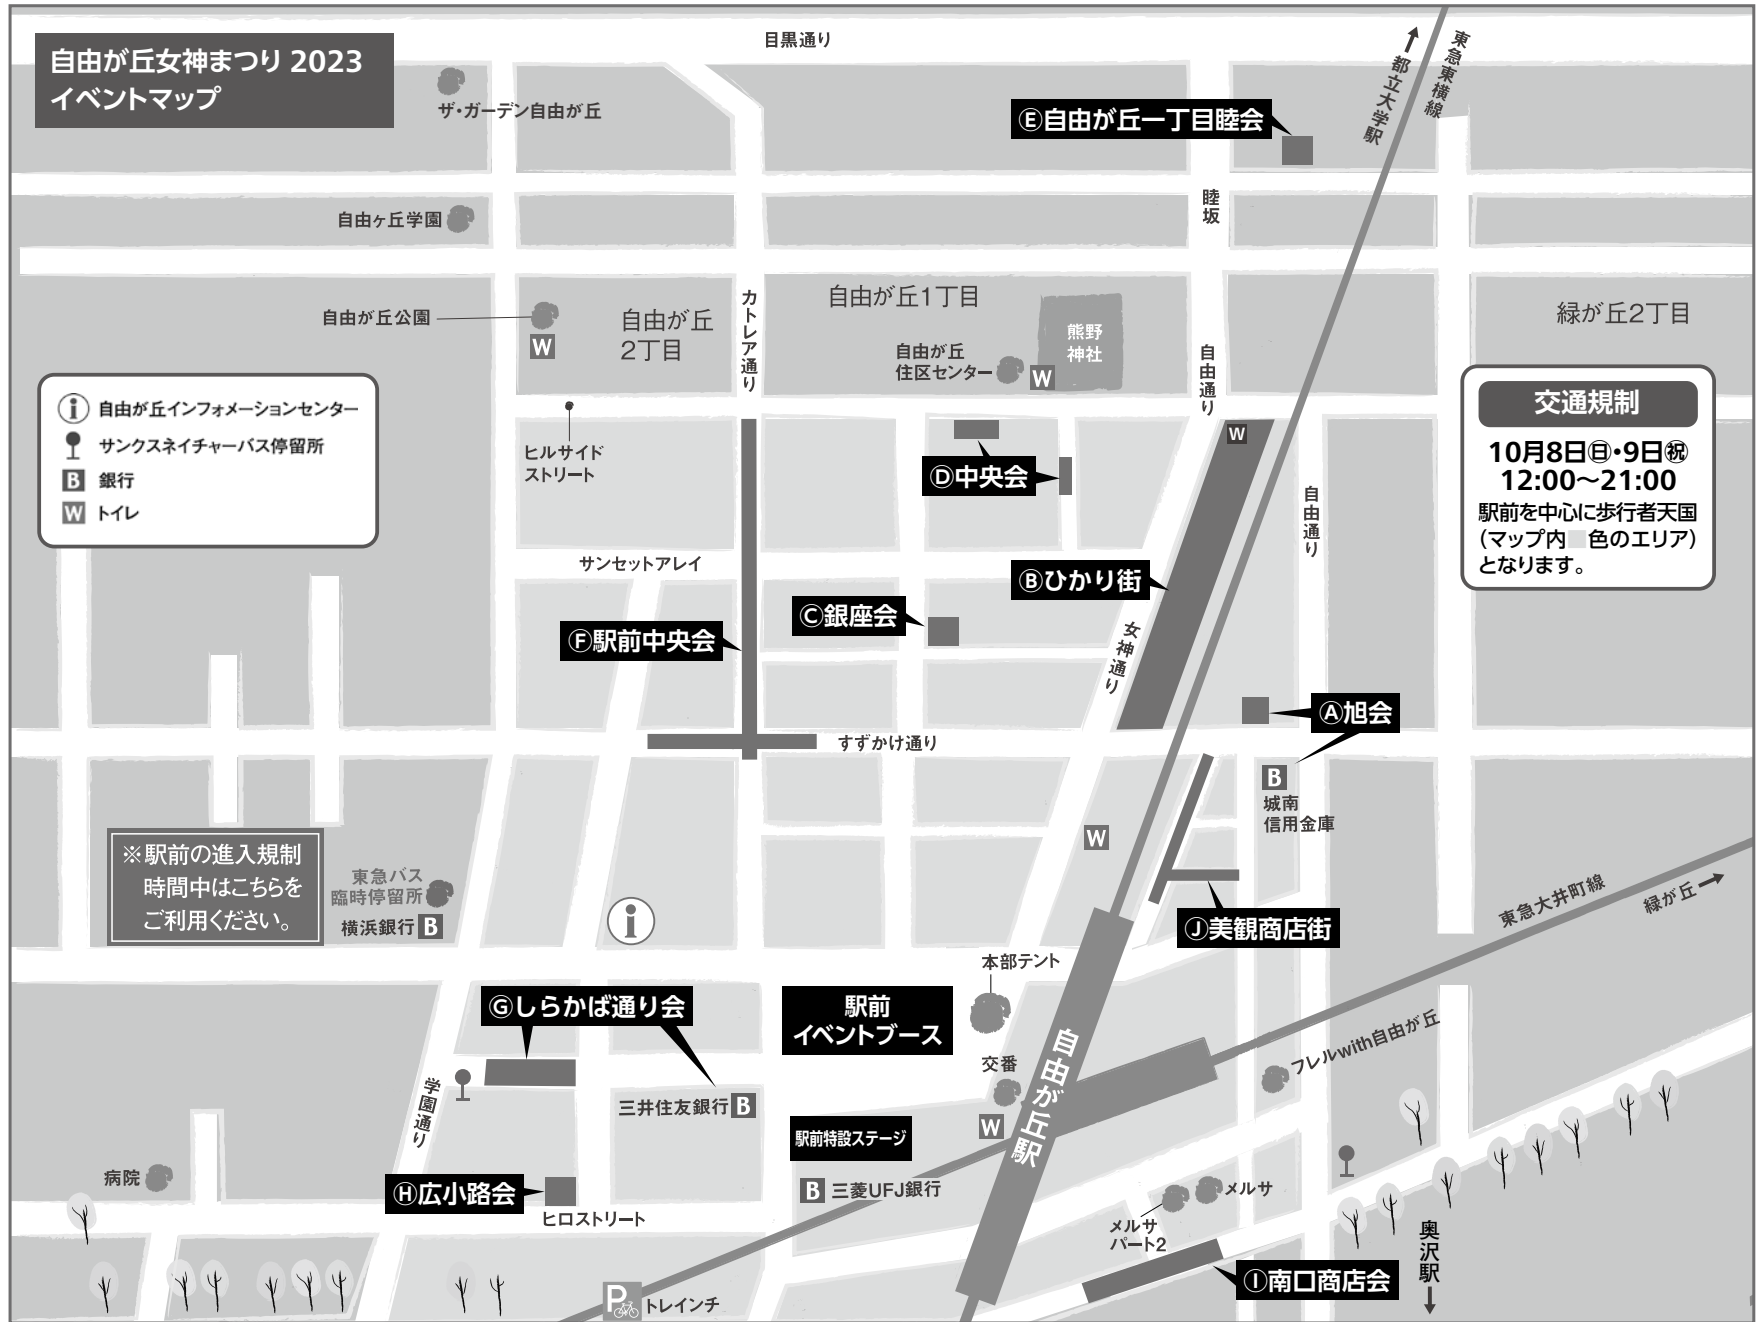 自由が丘女神まつり 2023
イベントマップ
目黒通り
ザ・ガーデン自由が丘
Ⓔ自由が丘一丁目睦会
都立大学駅
東急東横線
自由ヶ丘学園
睦坂
自由が丘公園
W
自由が丘
2丁目
カトレア通り
自由が丘1丁目
自由が丘
住区センター
W
熊野
神社
自由通り
緑が丘2丁目
i 自由が丘インフォメーションセンター
サンクスネイチャーバス停留所
B 銀行
W トイレ
交通規制
10月8日㊐・9日㊗
12:00〜21:00
駅前を中心に歩行者天国
(マップ内 色のエリア)
となります。
ヒルサイド
ストリート
Ⓓ中央会
W
自由通り
サンセットアレイ
Ⓑひかり街
Ⓒ銀座会
Ⓕ駅前中央会
女神通り
Ⓐ旭会
すずかけ通り
B
城南
信用金庫
W
※駅前の進入規制
時間中はこちらを
ご利用ください。
東急バス
臨時停留所
横浜銀行 B
i
Ⓙ美観商店街
東急大井町線
緑が丘
本部テント
Ⓖしらかば通り会
駅前
イベントブース
交番
W
自由が丘駅
フレルwith自由が丘
学園通り
三井住友銀行 B
駅前特設ステージ
病院
Ⓗ広小路会
ヒロストリート
B 三菱UFJ銀行
メルサ
メルサ
パート2
Ⓘ南口商店会
奥沢駅
P トレインチ